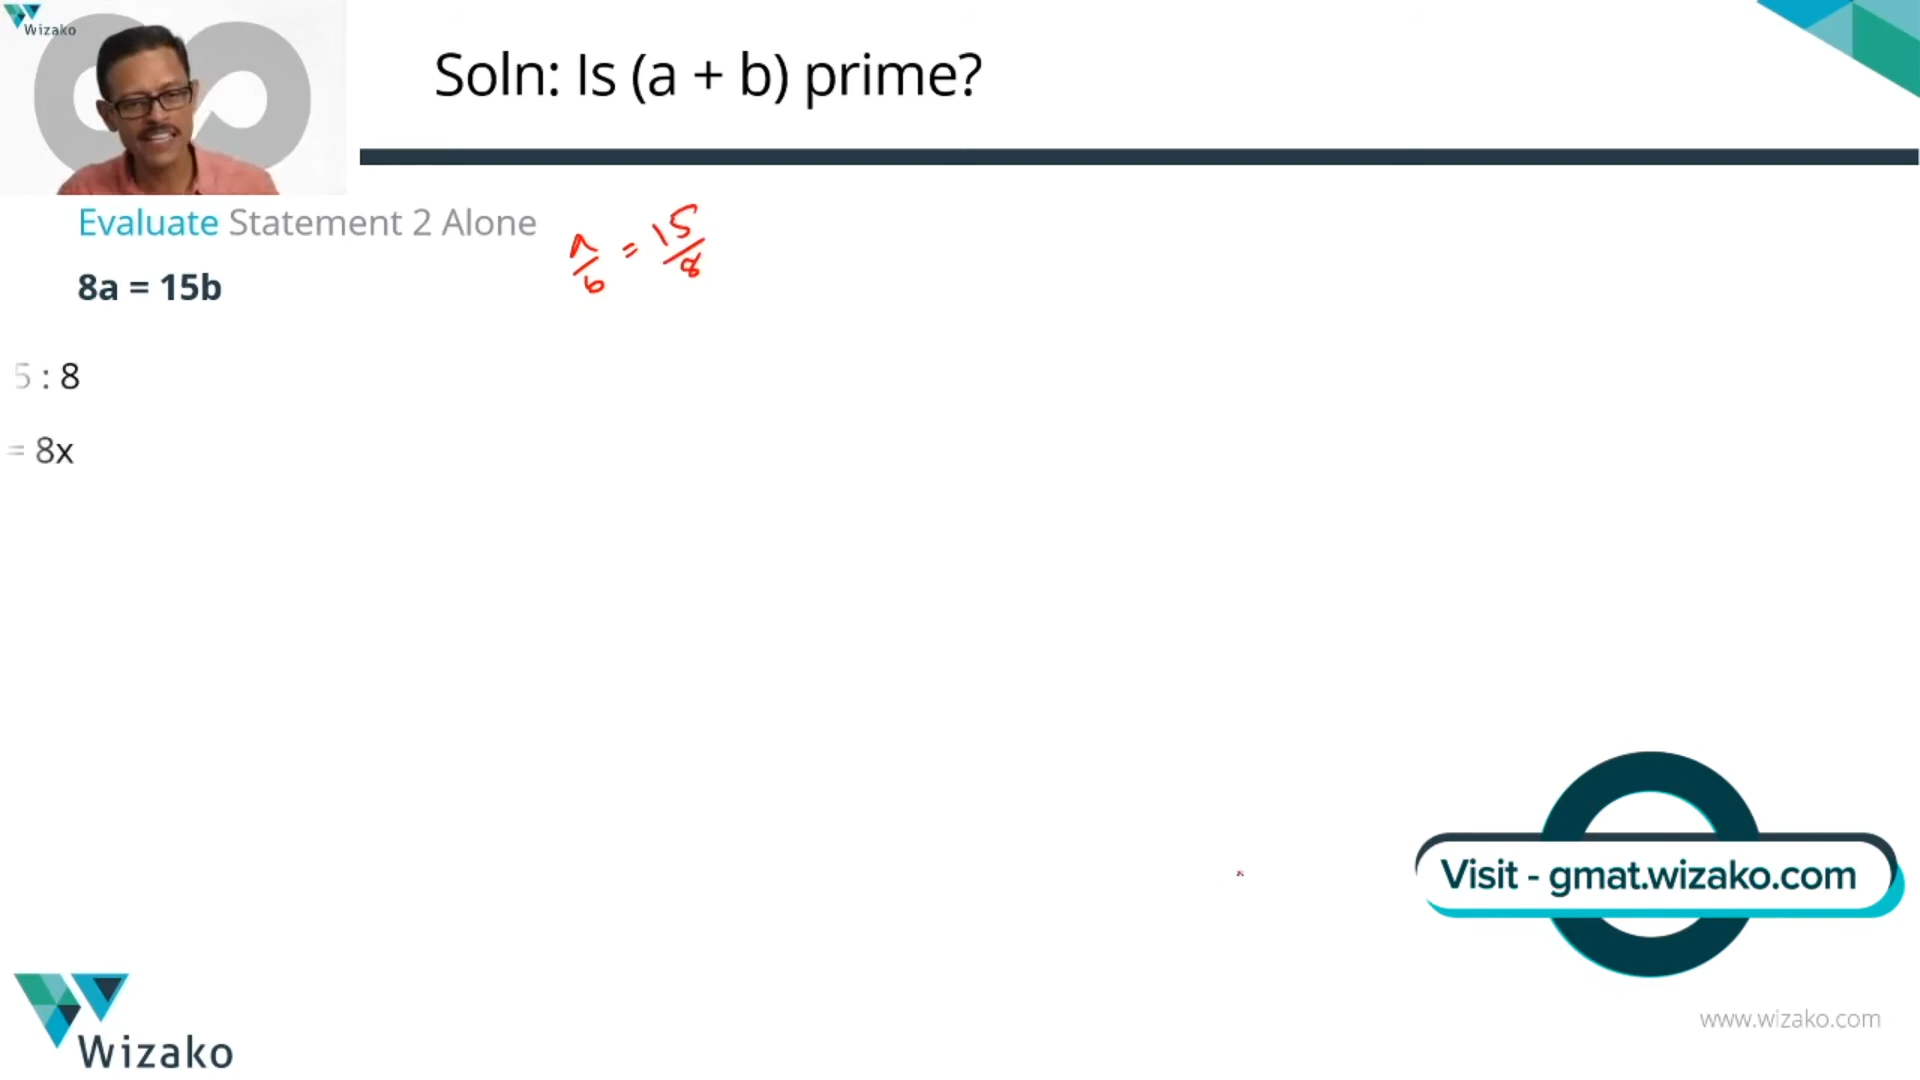 Wizako
Soln: Is (a + b) prime?
Evaluate Statement 2 Alone
a/b = 15/8
8a = 15b
5 : 8
= 8x
Visit - gmat.wizako.com
www.wizako.com
Wizako